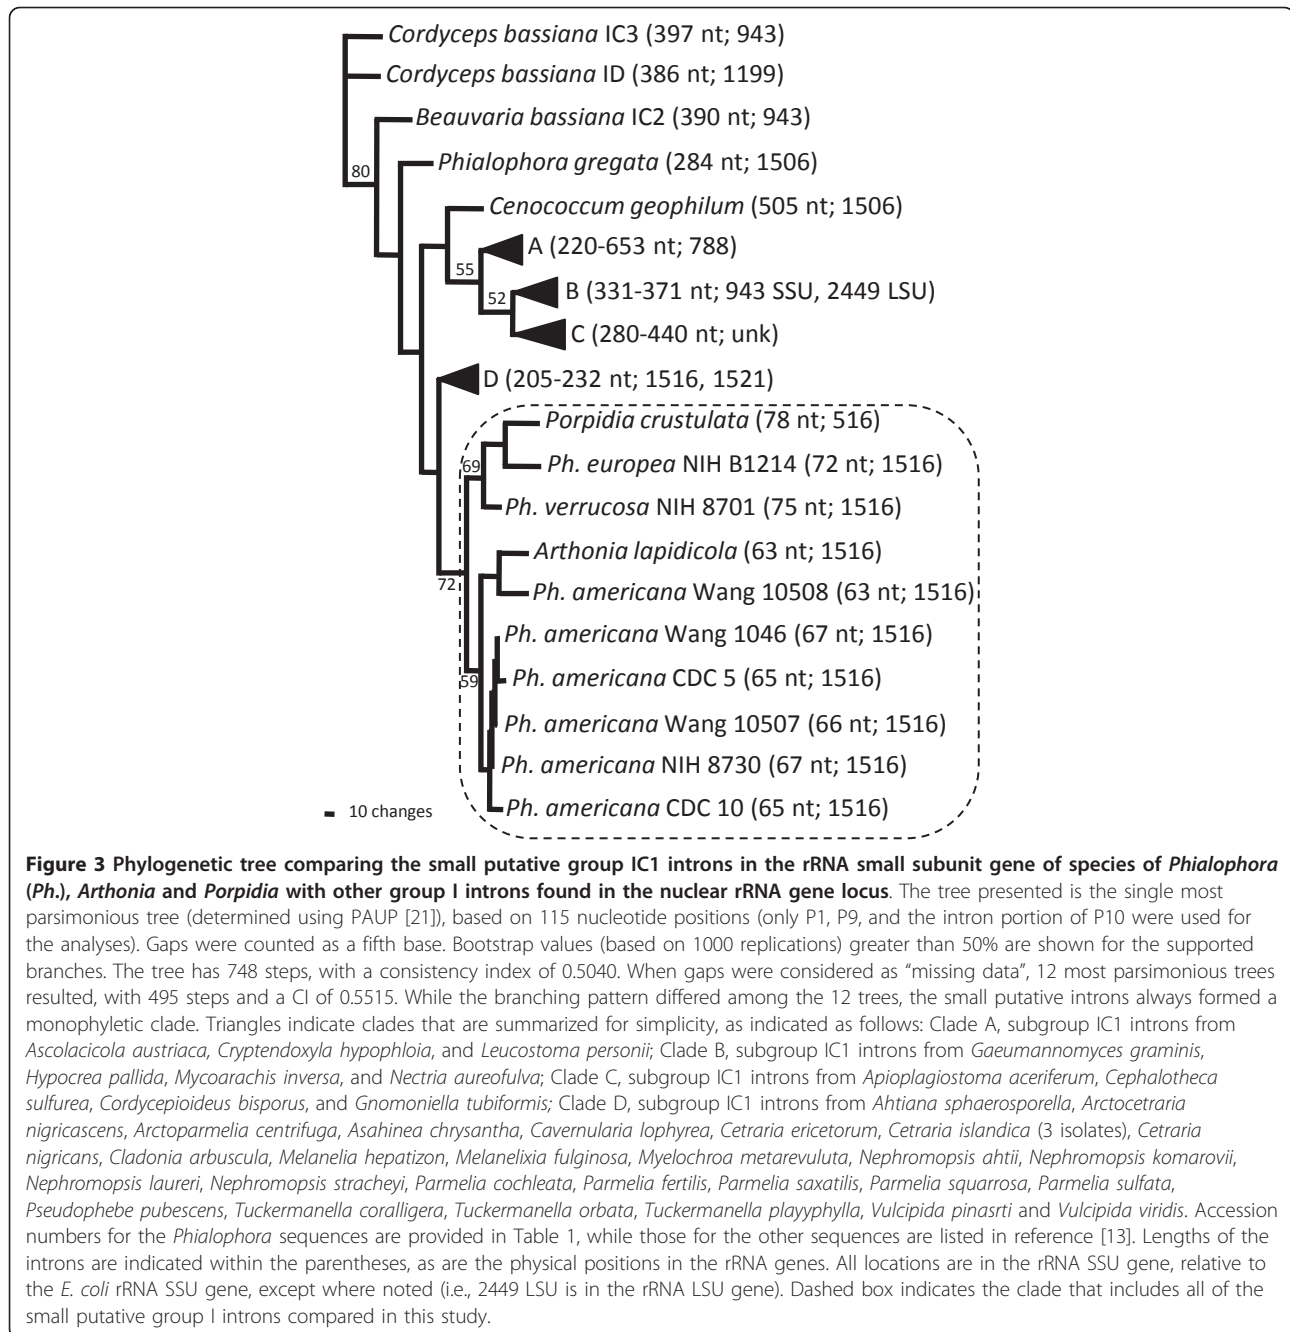 Cordyceps bassiana IC3 (397 nt; 943)
Cordyceps bassiana ID (386 nt; 1199)
Beauvaria bassiana IC2 (390 nt; 943)
Phialophora gregata (284 nt; 1506)
80
Cenococcum geophilum (505 nt; 1506)
A (220-653 nt; 788)
55
B (331-371 nt; 943 SSU, 2449 LSU)
52
C (280-440 nt; unk)
D (205-232 nt; 1516, 1521)
Porpidia crustulata (78 nt; 516)
69
Ph. europea NIH B1214 (72 nt; 1516)
Ph. verrucosa NIH 8701 (75 nt; 1516)
Arthonia lapidicola (63 nt; 1516)
72
Ph. americana Wang 10508 (63 nt; 1516)
Ph. americana Wang 1046 (67 nt; 1516)
59
Ph. americana CDC 5 (65 nt; 1516)
Ph. americana Wang 10507 (66 nt; 1516)
Ph. americana NIH 8730 (67 nt; 1516)
Ph. americana CDC 10 (65 nt; 1516)
10 changes
Figure 3 Phylogenetic tree comparing the small putative group IC1 introns in the rRNA small subunit gene of species of Phialophora
(Ph.), Arthonia and Porpidia with other group I introns found in the nuclear rRNA gene locus. The tree presented is the single most
parsimonious tree (determined using PAUP [21]), based on 115 nucleotide positions (only P1, P9, and the intron portion of P10 were used for
the analyses). Gaps were counted as a fifth base. Bootstrap values (based on 1000 replications) greater than 50% are shown for the supported
branches. The tree has 748 steps, with a consistency index of 0.5040. When gaps were considered as “missing data”, 12 most parsimonious trees
resulted, with 495 steps and a CI of 0.5515. While the branching pattern differed among the 12 trees, the small putative introns always formed a
monophyletic clade. Triangles indicate clades that are summarized for simplicity, as indicated as follows: Clade A, subgroup IC1 introns from
Ascolacicola austriaca, Cryptendoxyla hypophloia, and Leucostoma personii; Clade B, subgroup IC1 introns from Gaeumannomyces graminis,
Hypocrea pallida, Mycoarachis inversa, and Nectria aureofulva; Clade C, subgroup IC1 introns from Apioplagiostoma aceriferum, Cephalotheca
sulfurea, Cordycepioideus bisporus, and Gnomoniella tubiformis; Clade D, subgroup IC1 introns from Ahtiana sphaerosporella, Arctocetraria
nigricascens, Arctoparmelia centrifuga, Asahinea chrysantha, Cavernularia lophyrea, Cetraria ericetorum, Cetraria islandica (3 isolates), Cetraria
nigricans, Cladonia arbuscula, Melanelia hepatizon, Melanelixia fulginosa, Myelochroa metarevuluta, Nephromopsis ahtii, Nephromopsis komarovii,
Nephromopsis laureri, Nephromopsis stracheyi, Parmelia cochleata, Parmelia fertilis, Parmelia saxatilis, Parmelia squarrosa, Parmelia sulfata,
Pseudophebe pubescens, Tuckermanella coralligera, Tuckermanella orbata, Tuckermanella playyphylla, Vulcipida pinasrti and Vulcipida viridis. Accession
numbers for the Phialophora sequences are provided in Table 1, while those for the other sequences are listed in reference [13]. Lengths of the
introns are indicated within the parentheses, as are the physical positions in the rRNA genes. All locations are in the rRNA SSU gene, relative to
the E. coli rRNA SSU gene, except where noted (i.e., 2449 LSU is in the rRNA LSU gene). Dashed box indicates the clade that includes all of the
small putative group I introns compared in this study.